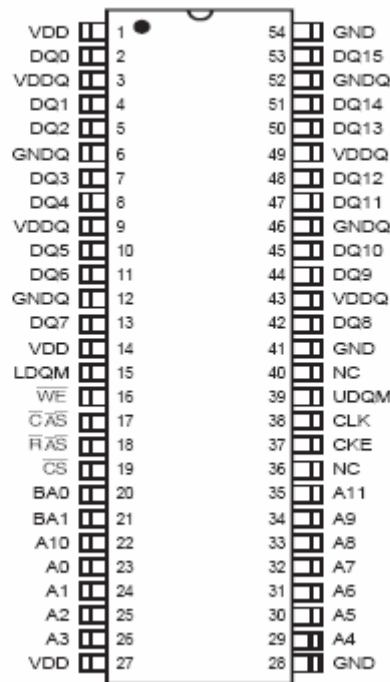 VDD 1 54 GND
DQ0 2 53 DQ15
VDDQ 3 52 GNDQ
DQ1 4 51 DQ14
DQ2 5 50 DQ13
GNDQ 6 49 VDDQ
DQ3 7 48 DQ12
DQ4 8 47 DQ11
VDDQ 9 46 GNDQ
DQ5 10 45 DQ10
DQ6 11 44 DQ9
GNDQ 12 43 VDDQ
DQ7 13 42 DQ8
VDD 14 41 GND
LDQM 15 40 NC
W̅E̅ 16 39 UDQM
C̅A̅S̅ 17 38 CLK
R̅A̅S̅ 18 37 CKE
C̅S̅ 19 36 NC
BA0 20 35 A11
BA1 21 34 A9
A10 22 33 A8
A0 23 32 A7
A1 24 31 A6
A2 25 30 A5
A3 26 29 A4
VDD 27 28 GND